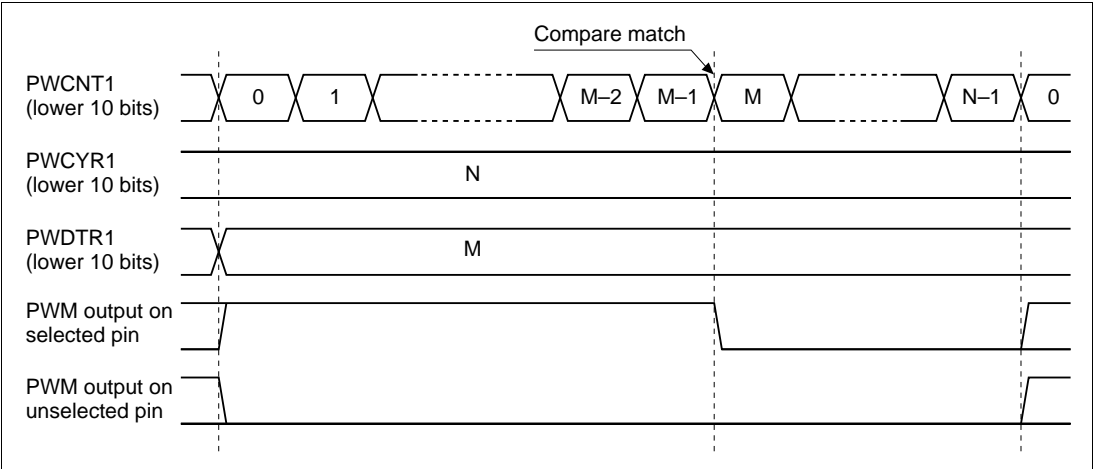 Compare match
PWCNT1
(lower 10 bits)
0 1 M–2 M–1 M N–1 0
PWCYR1
(lower 10 bits)
N
PWDTR1
(lower 10 bits)
M
PWM output on
selected pin
PWM output on
unselected pin